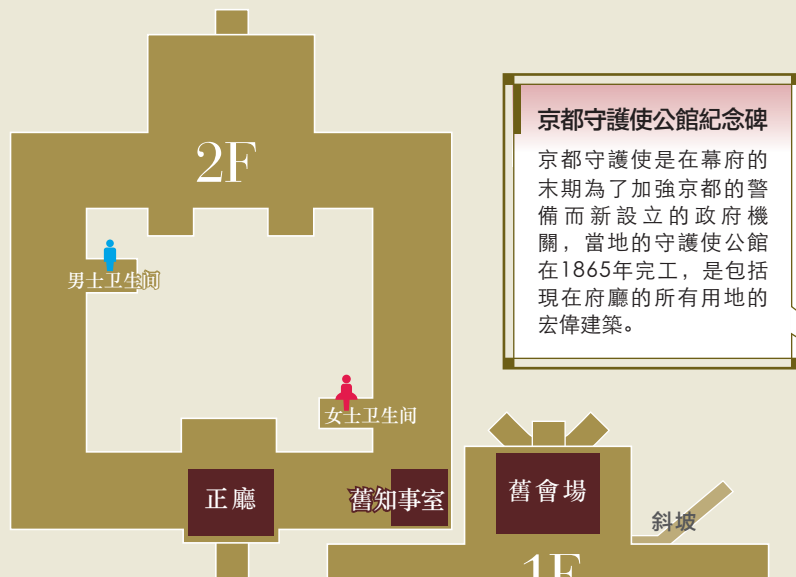 2F
京都守護使公館紀念碑
京都守護使是在幕府的
末期為了加強京都的警
備而新設立的政府機
關，當地的守護使公館
在1865年完工，是包括
現在府廳的所有用地的
宏偉建築。
男士卫生间
女士卫生间
正廳
舊知事室
舊會場
斜坡
1F